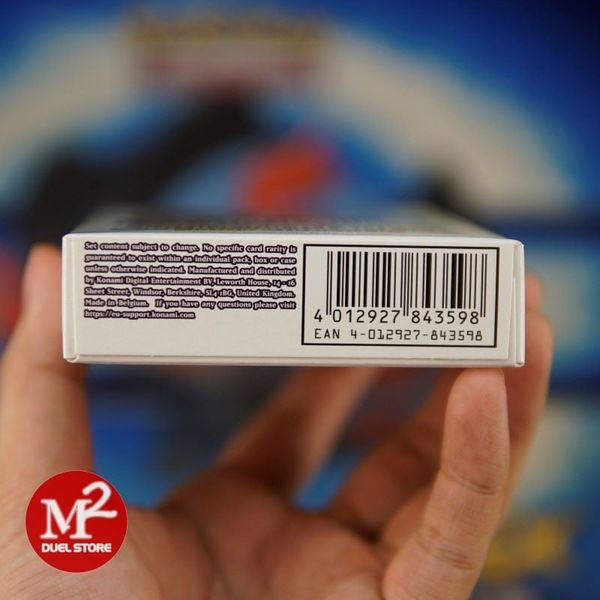 Set content subject to change. No specific card rarity is
guaranteed to exist within an individual pack, box or case
unless otherwise indicated. Manufactured and distributed
by Konami Digital Entertainment BV, Leworth House, 14 - 16
Sheet Street, Windsor, Berkshire, SL4 1BG, United Kingdom.
Made in Belgium. If you have any questions please visit
https://eu-support.konami.com
4 012927 843598
EAN 4-012927-843598
M2
DUEL STORE